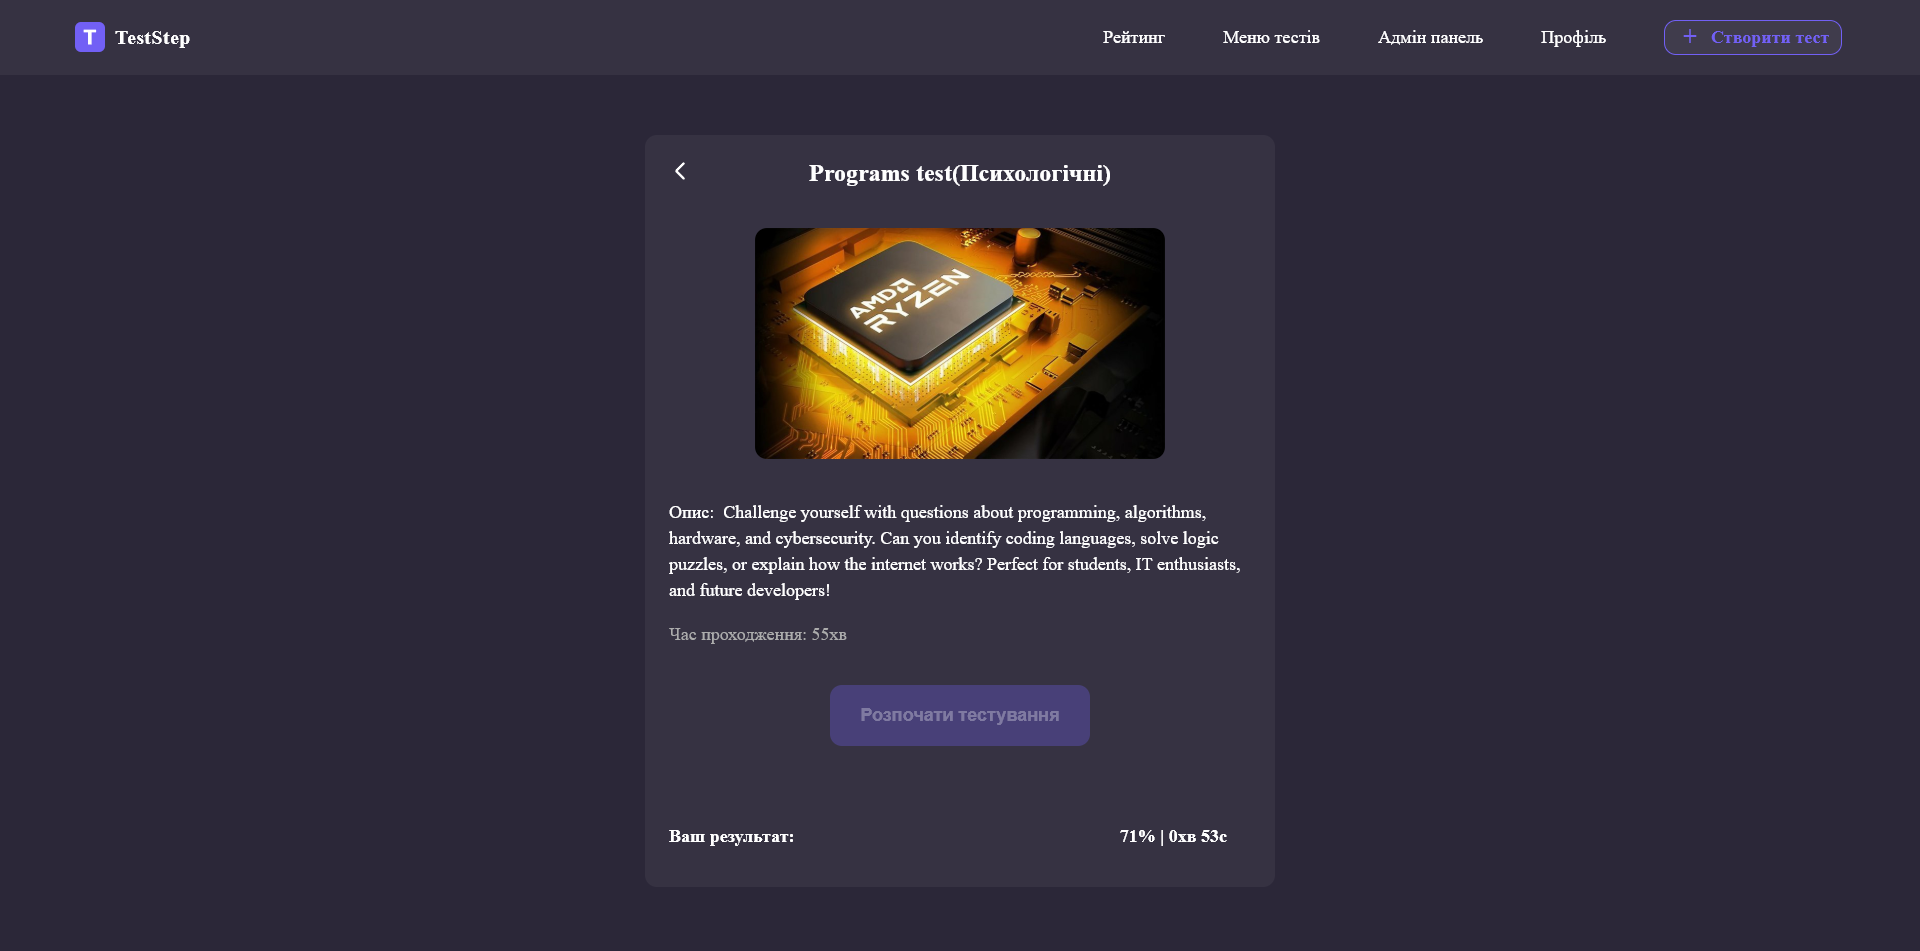 T TestStep
Рейтинг
Меню тестів
Адмін панель
Профіль
+ Створити тест
Programs test(Психологічні)
AMD
RYZEN
Опис: Challenge yourself with questions about programming, algorithms,
hardware, and cybersecurity. Can you identify coding languages, solve logic
puzzles, or explain how the internet works? Perfect for students, IT enthusiasts,
and future developers!
Час проходження: 55хв
Розпочати тестування
Ваш результат:
71% | 0хв 53с